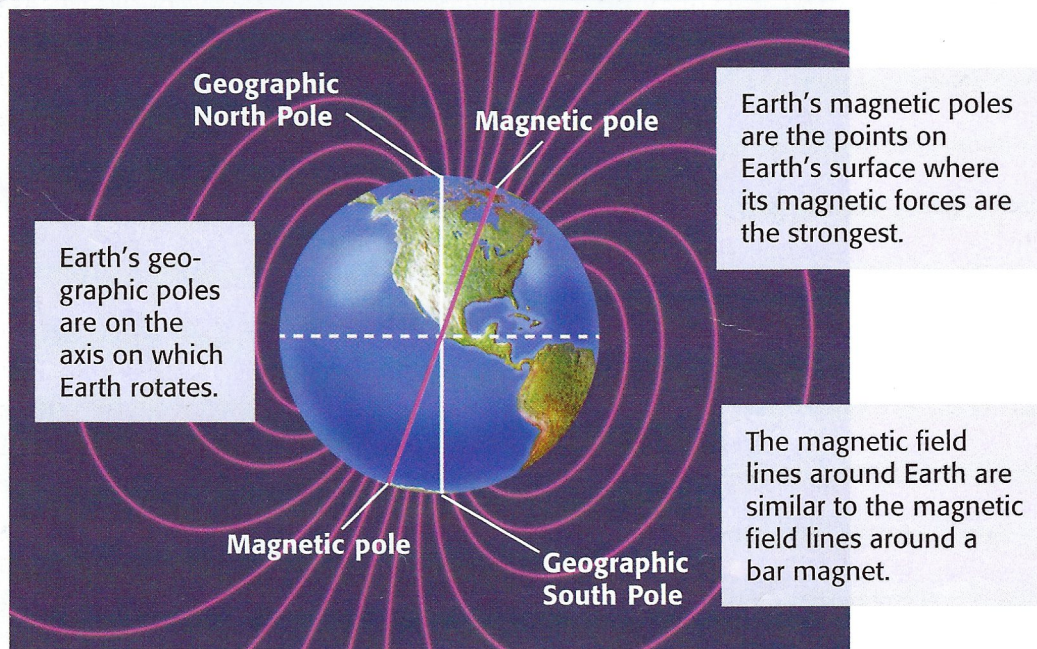 Geographic
North Pole
Magnetic pole
Earth's magnetic poles
are the points on
Earth's surface where
its magnetic forces are
the strongest.
Earth's geo-
graphic poles
are on the
axis on which
Earth rotates.
The magnetic field
lines around Earth are
similar to the magnetic
field lines around a
bar magnet.
Magnetic pole
Geographic
South Pole